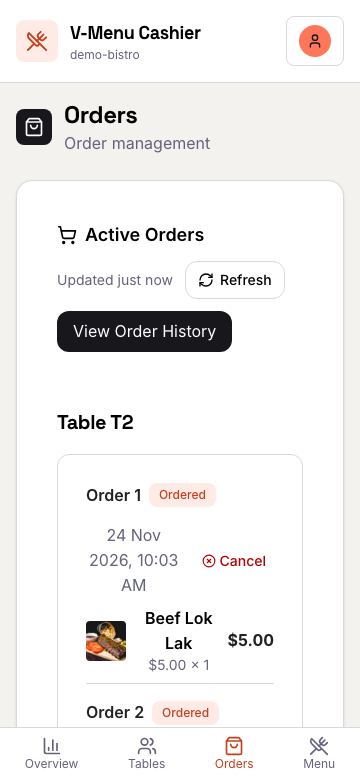 V-Menu Cashier
demo-bistro
Orders
Order management
Active Orders
Updated just now
Refresh
View Order History
Table T2
Order 1
Ordered
24 Nov
2026, 10:03
AM
Cancel
Beef Lok
Lak
$5.00
$5.00 × 1
Order 2
Ordered
Overview
Tables
Orders
Menu